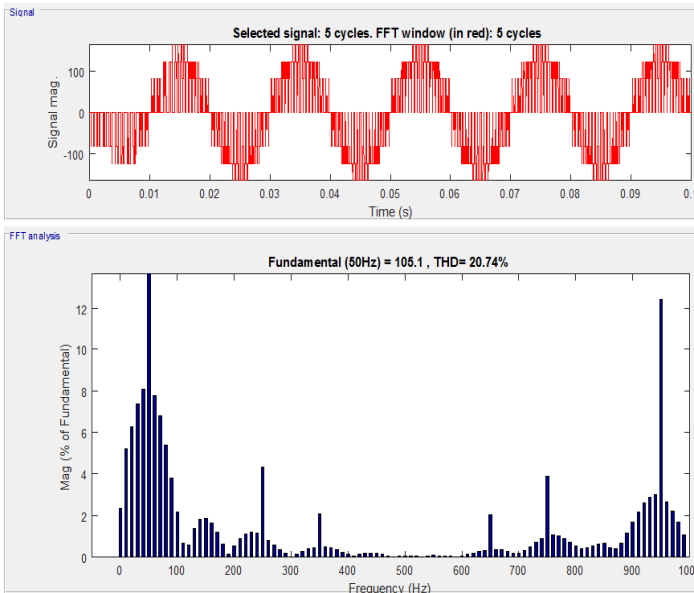 Signal
Selected signal: 5 cycles. FFT window (in red): 5 cycles
Signal mag.
100
0
-100
0 0.01 0.02 0.03 0.04 0.05 0.06 0.07 0.08 0.09 0.1
Time (s)
FFT analysis
Fundamental (50Hz) = 105.1 , THD= 20.74%
Mag (% of Fundamental)
12
10
8
6
4
2
0
0 100 200 300 400 500 600 700 800 900 1000
Frequency (Hz)